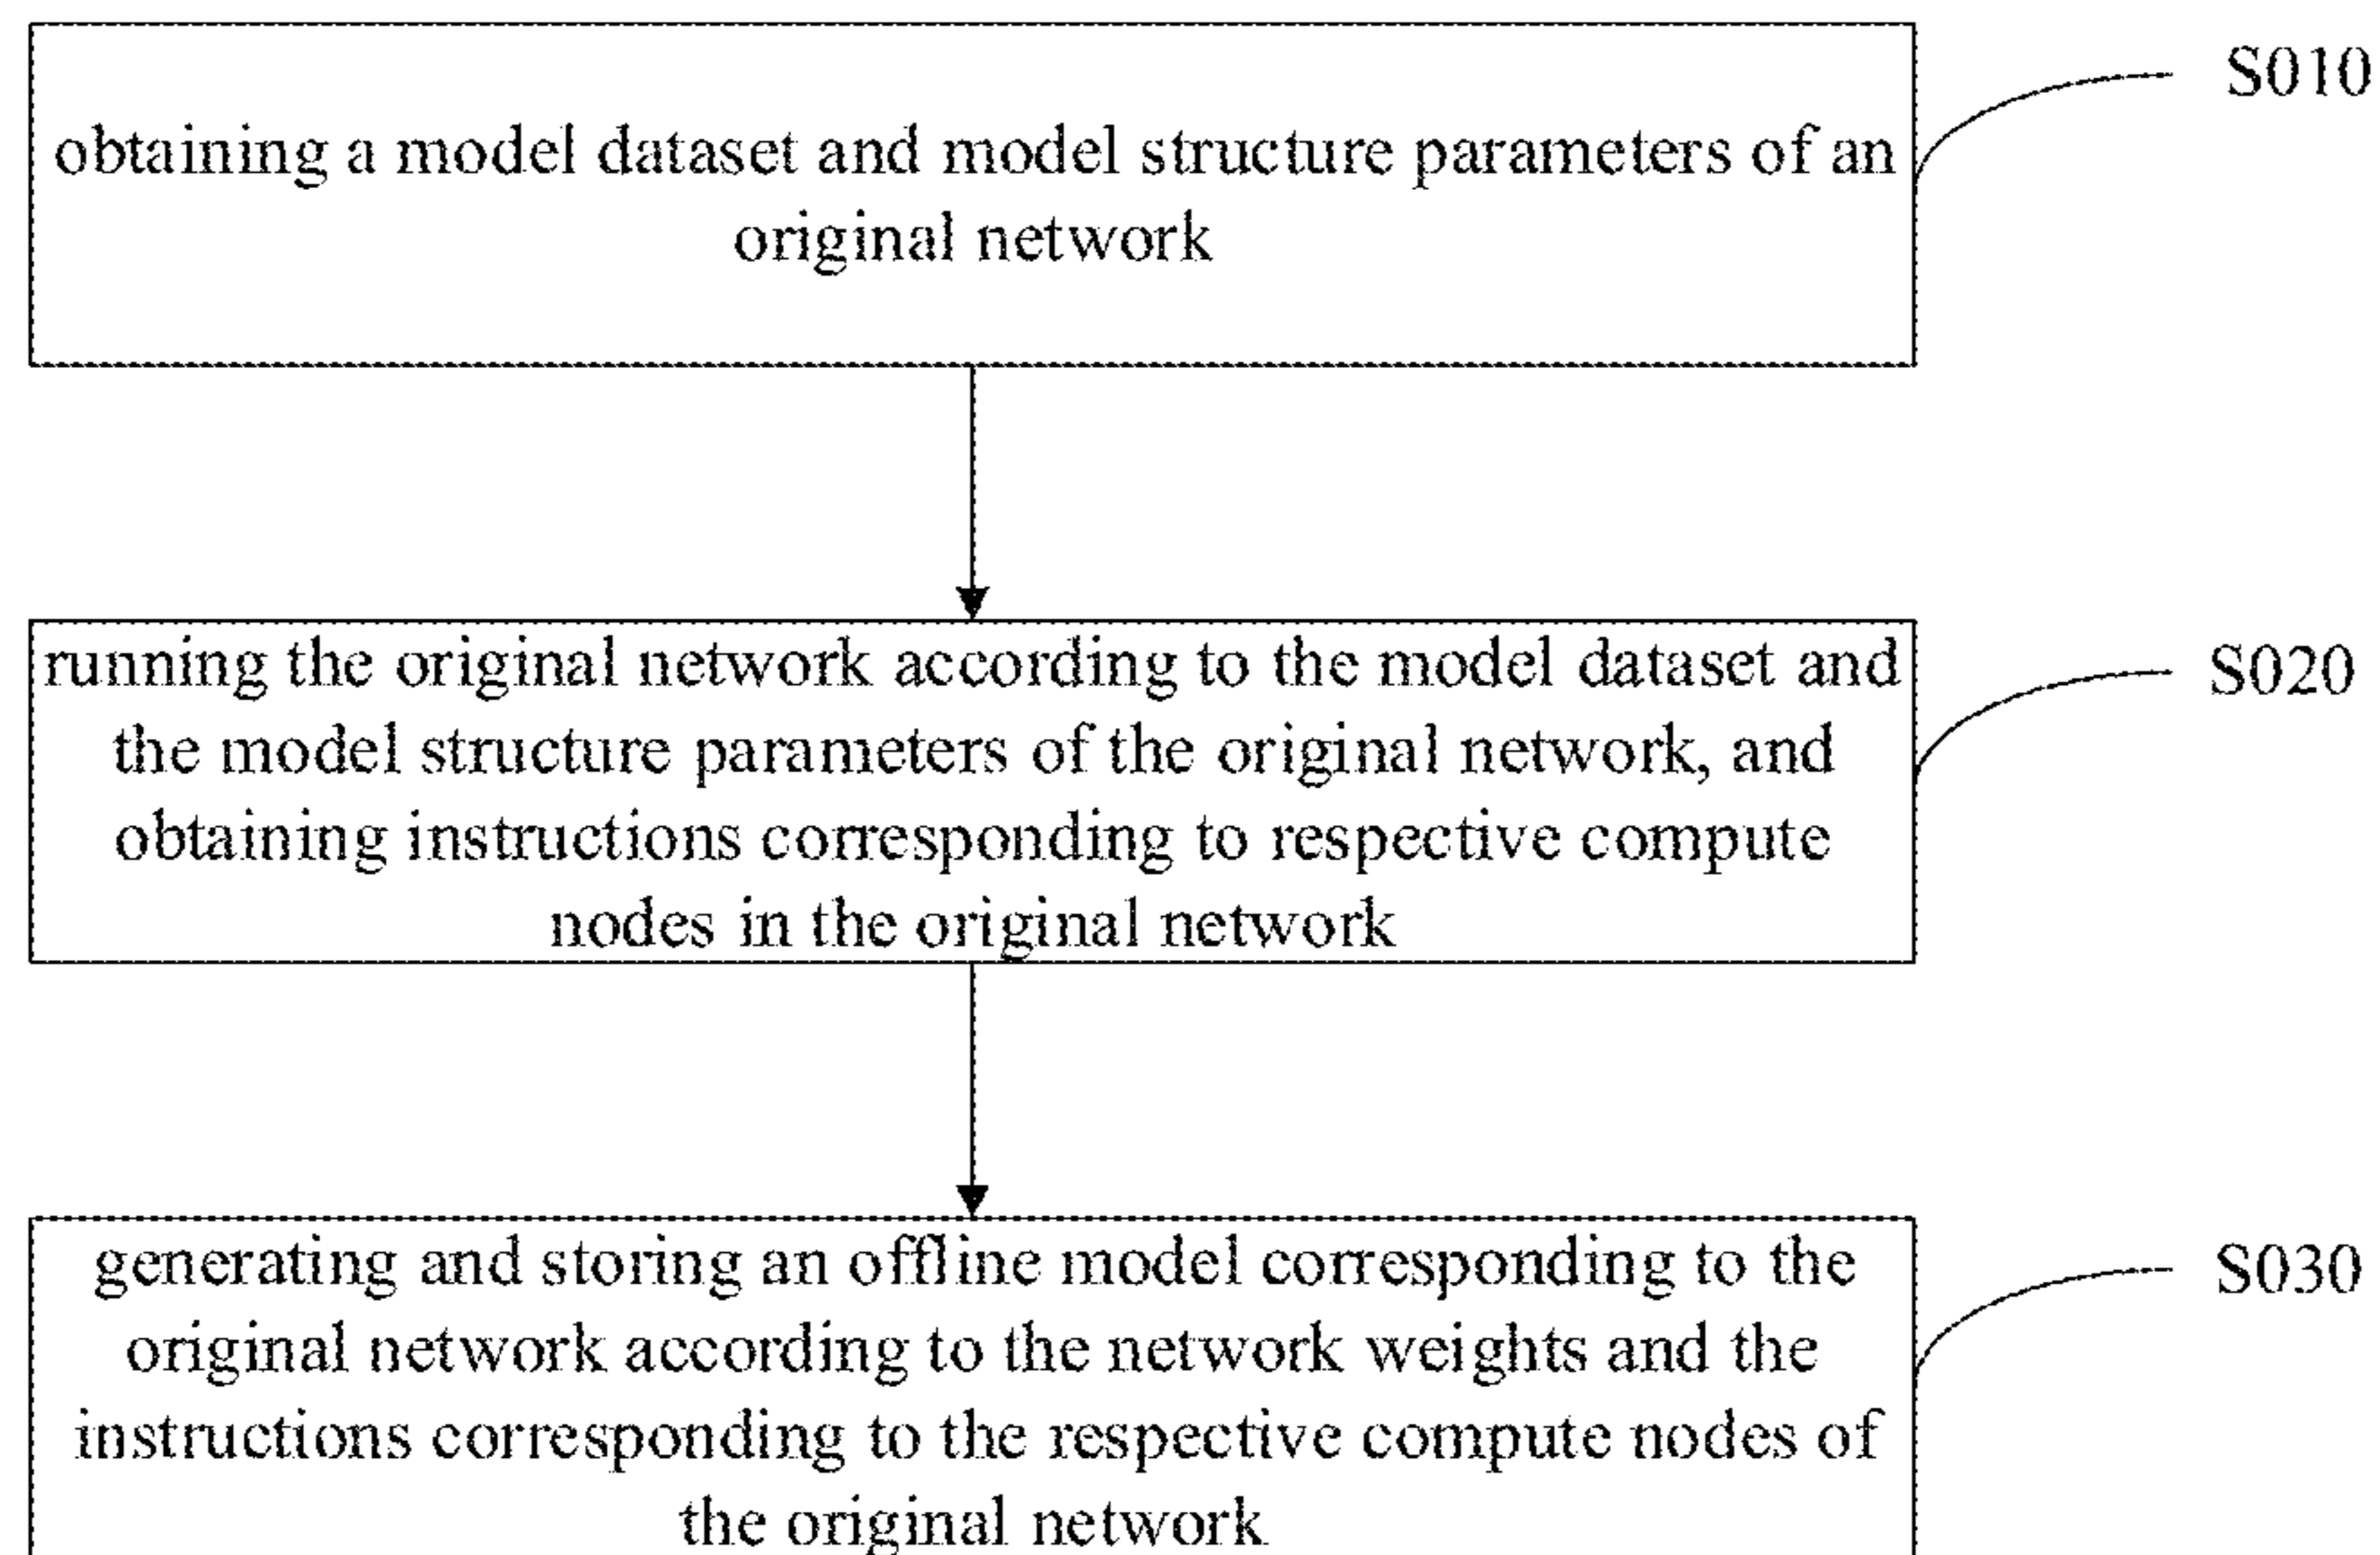 obtaining a model dataset and model structure parameters of an
original network
S010
running the original network according to the model dataset and
the model structure parameters of the original network, and
obtaining instructions corresponding to respective compute
nodes in the original network
S020
generating and storing an offline model corresponding to the
original network according to the network weights and the
instructions corresponding to the respective compute nodes of
the original network
S030